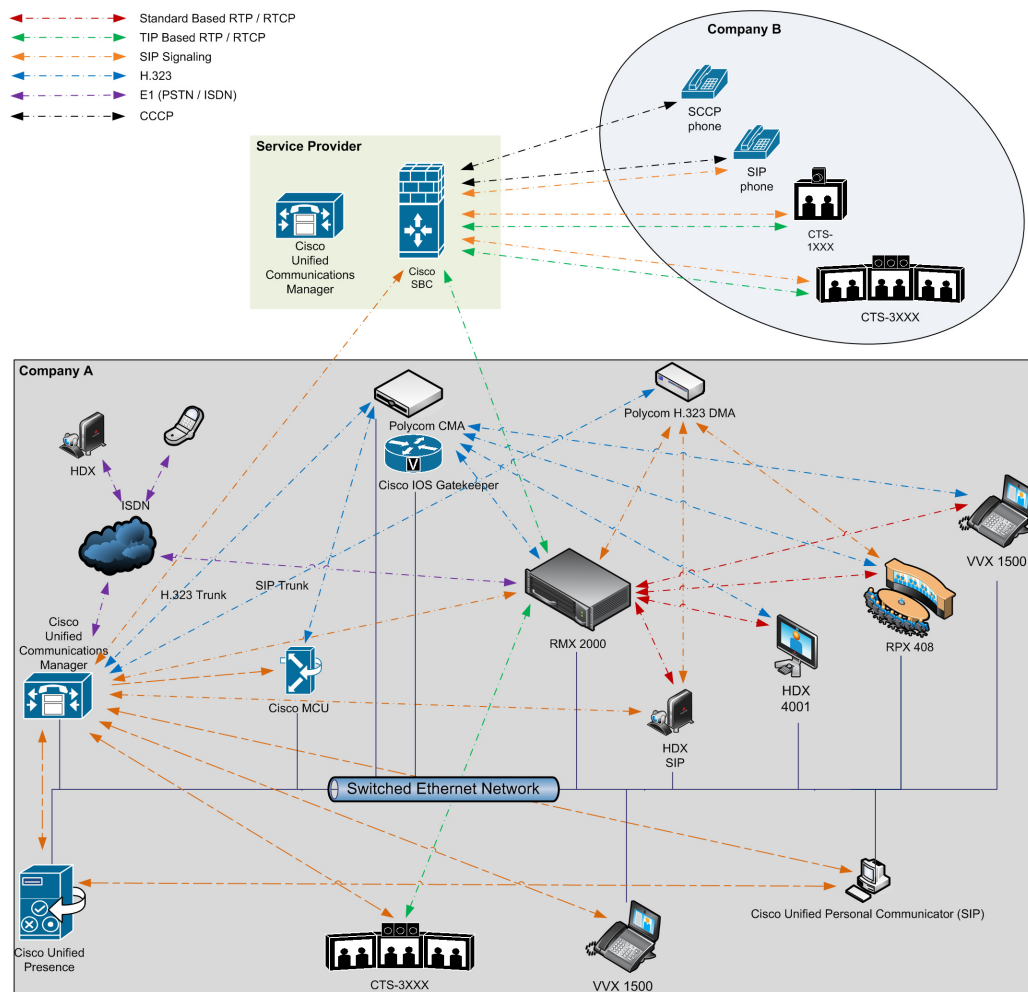 Standard Based RTP / RTCP
TIP Based RTP / RTCP
SIP Signaling
H.323
E1 (PSTN / ISDN)
CCCP
Company B
SCCP
phone
SIP
phone
CTS-
1XXX
CTS-3XXX
Service Provider
Cisco
Unified
Communications
Manager
Cisco
SBC
Company A
HDX
ISDN
Polycom CMA
V
Cisco IOS Gatekeeper
Polycom H.323 DMA
VVX 1500
H.323 Trunk
SIP Trunk
Cisco
Unified
Communications
Manager
Cisco MCU
RMX 2000
HDX
SIP
HDX
4001
RPX 408
Switched Ethernet Network
Cisco Unified
Presence
CTS-3XXX
VVX 1500
Cisco Unified Personal Communicator (SIP)